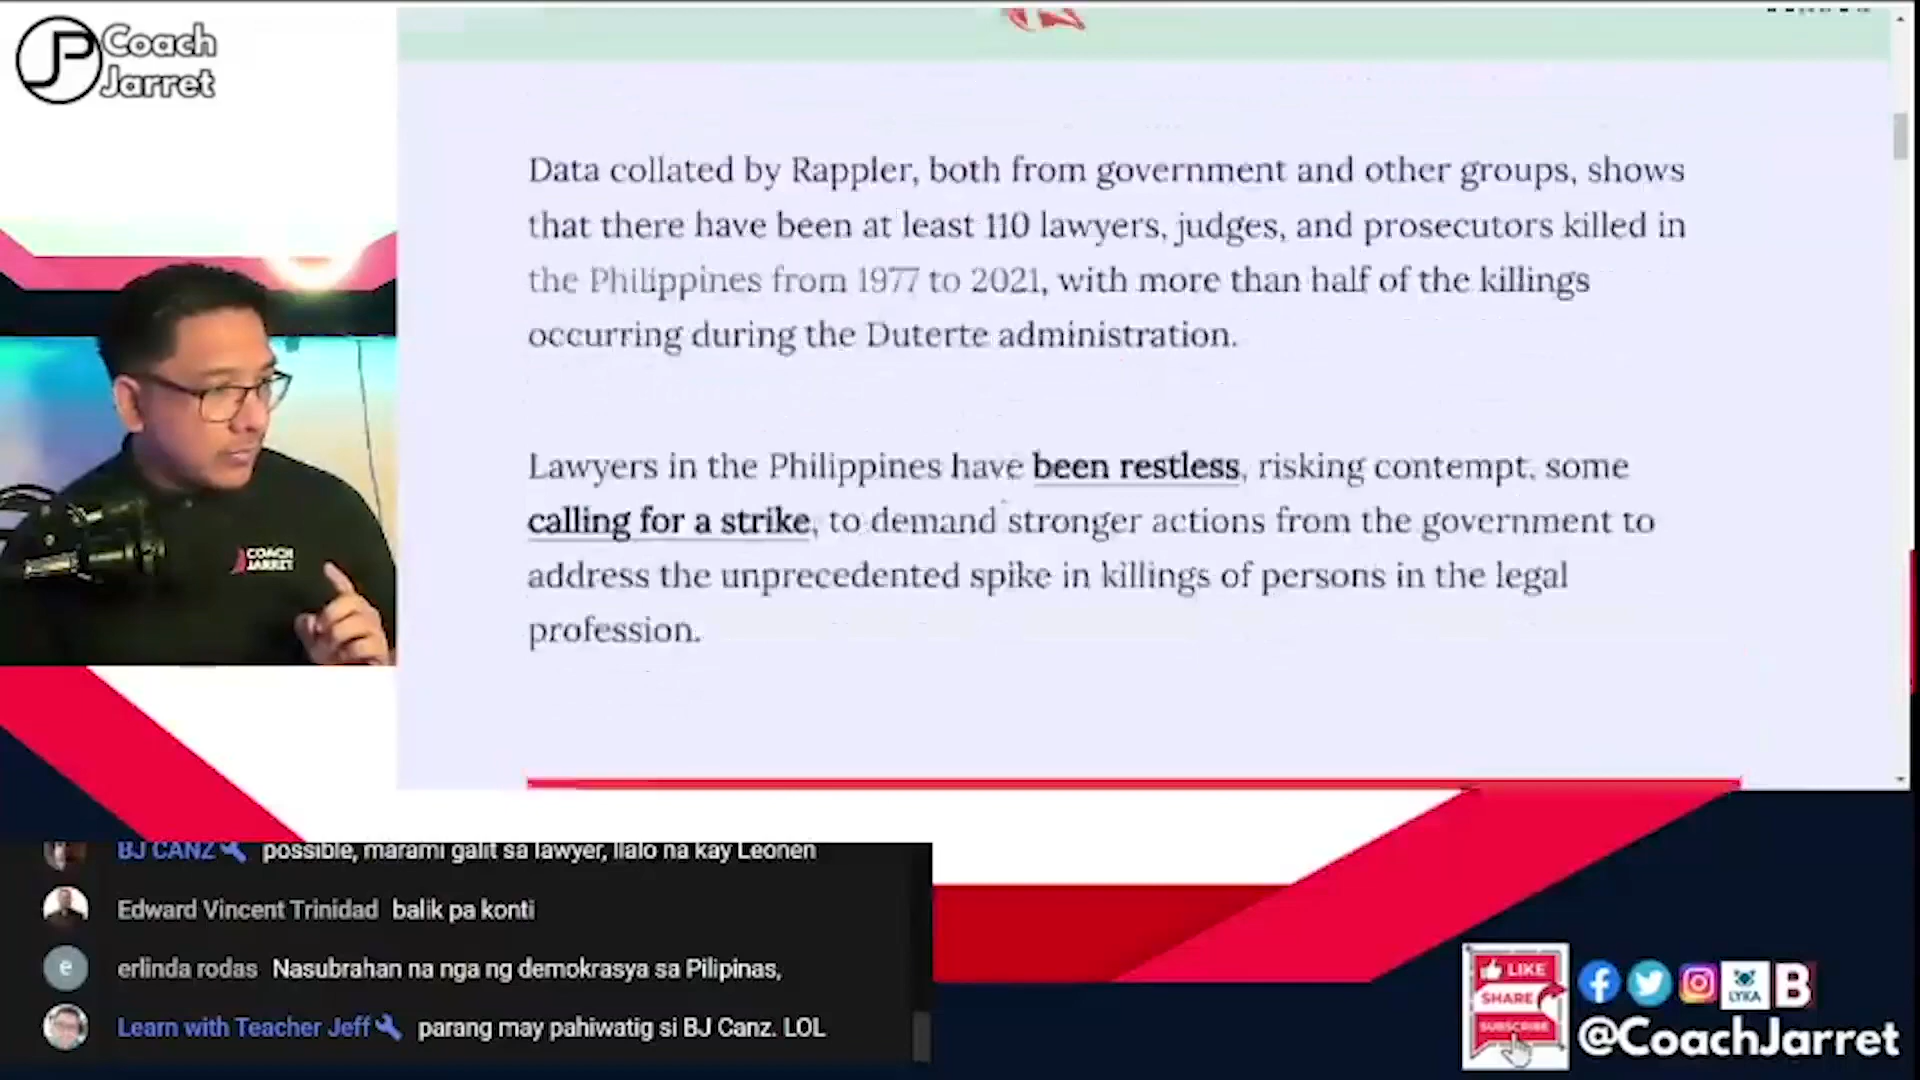 Coach
Jarret
Data collated by Rappler, both from government and other groups, shows
that there have been at least 110 lawyers, judges, and prosecutors killed in
the Philippines from 1977 to 2021, with more than half of the killings
occurring during the Duterte administration.
Lawyers in the Philippines have been restless, risking contempt, some
calling for a strike, to demand stronger actions from the government to
address the unprecedented spike in killings of persons in the legal
profession.
COACH
JARRET
BJ CANZ possible, marami galit sa lawyer, llalo na kay Leonen
Edward Vincent Trinidad balik pa konti
e erlinda rodas Nasubrahan na nga ng demokrasya sa Pilipinas,
Learn with Teacher Jeff parang may pahiwatig si BJ Canz. LOL
LIKE
SHARE
SUBSCRIBE
LYKA
B
@CoachJarret